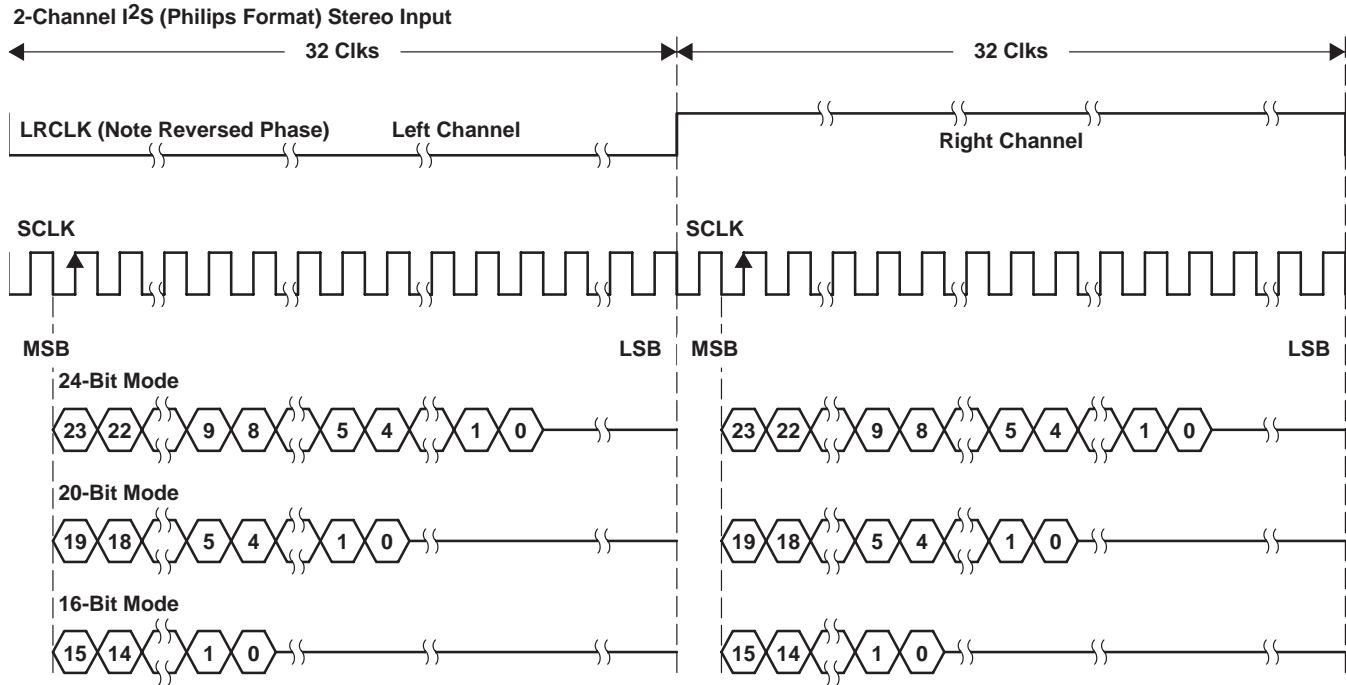 2-Channel I2S (Philips Format) Stereo Input
32 Clks 32 Clks
LRCLK (Note Reversed Phase) Left Channel Right Channel
SCLK SCLK
MSB LSB MSB LSB
24-Bit Mode
23 22 9 8 5 4 1 0 23 22 9 8 5 4 1 0
20-Bit Mode
19 18 5 4 1 0 19 18 5 4 1 0
16-Bit Mode
15 14 1 0 15 14 1 0